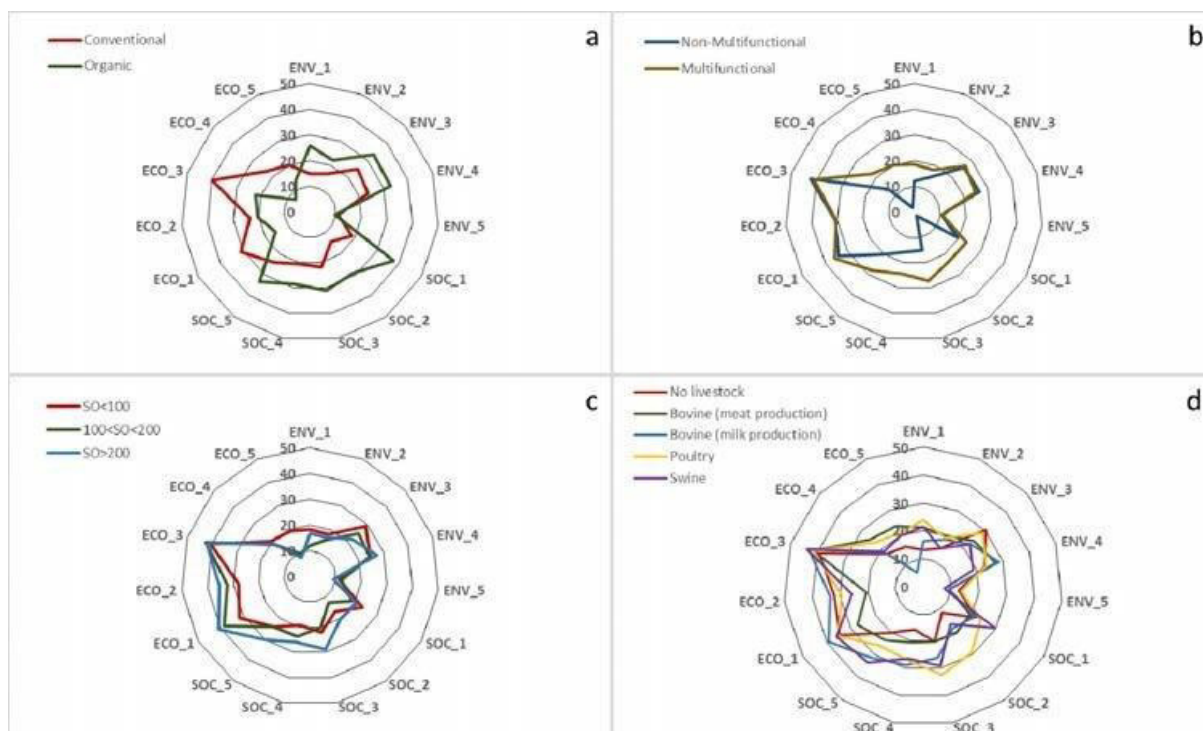 Conventional
Organic
a
ENV_1
ENV_2
ENV_3
ENV_4
ENV_5
SOC_1
SOC_2
SOC_3
SOC_4
SOC_5
ECO_1
ECO_2
ECO_3
ECO_4
ECO_5
50
40
30
20
10
0
Non-Multifunctional
Multifunctional
b
ENV_1
ENV_2
ENV_3
ENV_4
ENV_5
SOC_1
SOC_2
SOC_3
SOC_4
SOC_5
ECO_1
ECO_2
ECO_3
ECO_4
ECO_5
50
40
30
20
10
0
SO<100
100<SO<200
SO>200
c
ENV_1
ENV_2
ENV_3
ENV_4
ENV_5
SOC_1
SOC_2
SOC_3
SOC_4
SOC_5
ECO_1
ECO_2
ECO_3
ECO_4
ECO_5
50
40
30
20
10
0
No livestock
Bovine (meat production)
Bovine (milk production)
Poultry
Swine
d
ENV_1
ENV_2
ENV_3
ENV_4
ENV_5
SOC_1
SOC_2
SOC_3
SOC_4
SOC_5
ECO_1
ECO_2
ECO_3
ECO_4
ECO_5
50
40
30
20
10
0